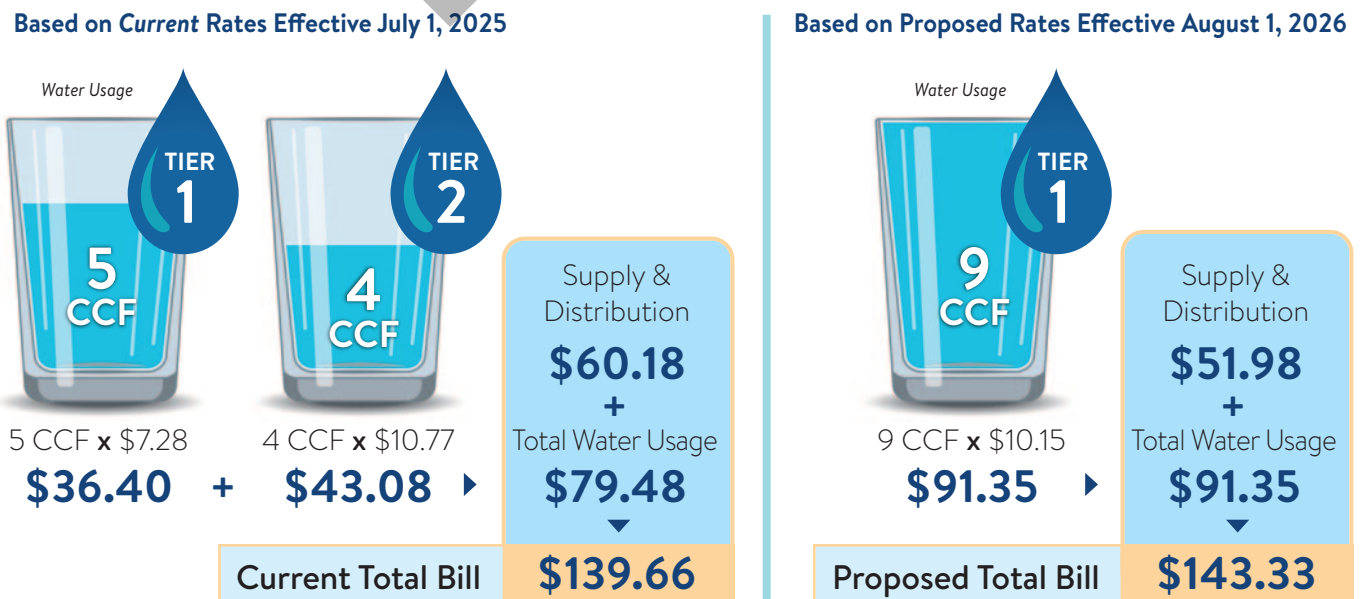 Based on Current Rates Effective July 1, 2025
Water Usage
TIER
1
5
CCF
5 CCF x $7.28
$36.40
+
TIER
2
4
CCF
4 CCF x $10.77
$43.08
Supply &
Distribution
$60.18
+
Total Water Usage
$79.48
Current Total Bill $139.66
Based on Proposed Rates Effective August 1, 2026
Water Usage
TIER
1
9
CCF
9 CCF x $10.15
$91.35
Supply &
Distribution
$51.98
+
Total Water Usage
$91.35
Proposed Total Bill $143.33